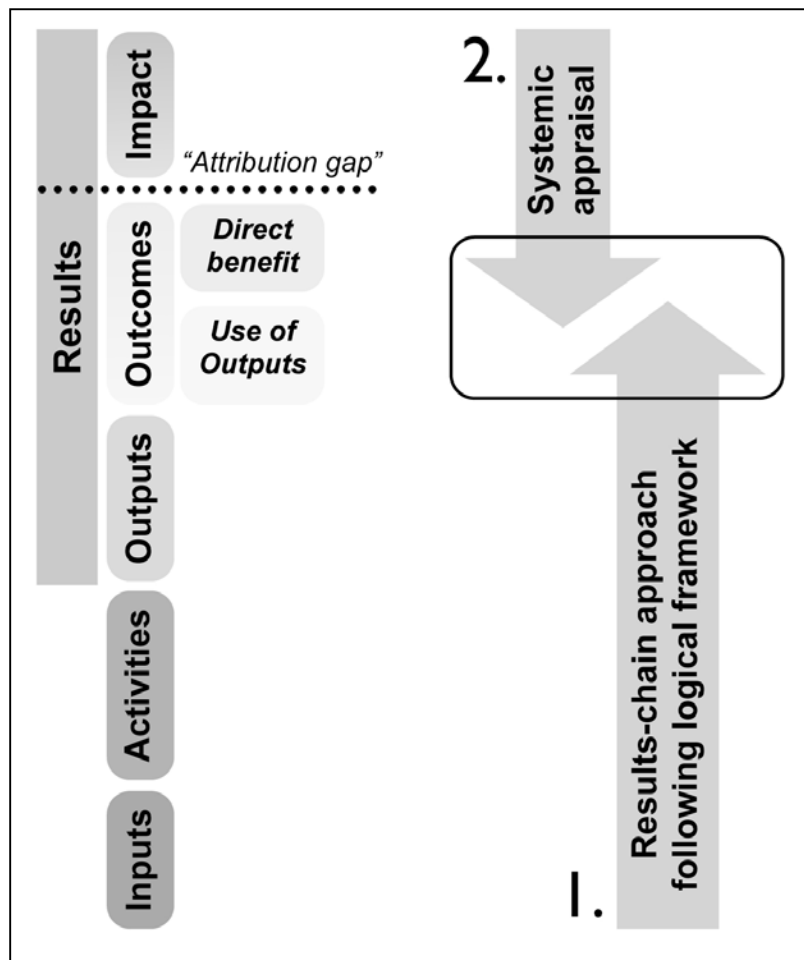 Results
Impact
"Attribution gap"
Outcomes
Direct
benefit
Use of
Outputs
Outputs
Activities
Inputs
2.
Systemic
appraisal
1.
Results-chain approach
following logical framework